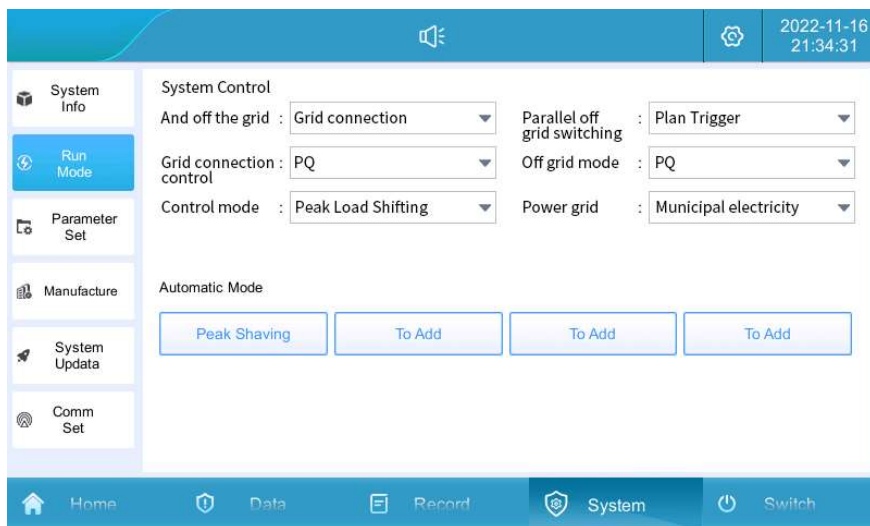 2022-11-16
21:34:31
System
Info
Run
Mode
Parameter
Set
Manufacture
System
Updata
Comm
Set
System Control
And off the grid : Grid connection
Parallel off
grid switching : Plan Trigger
Grid connection
control : PQ
Off grid mode : PQ
Control mode : Peak Load Shifting
Power grid : Municipal electricity
Automatic Mode
Peak Shaving To Add To Add To Add
Home Data Record System Switch